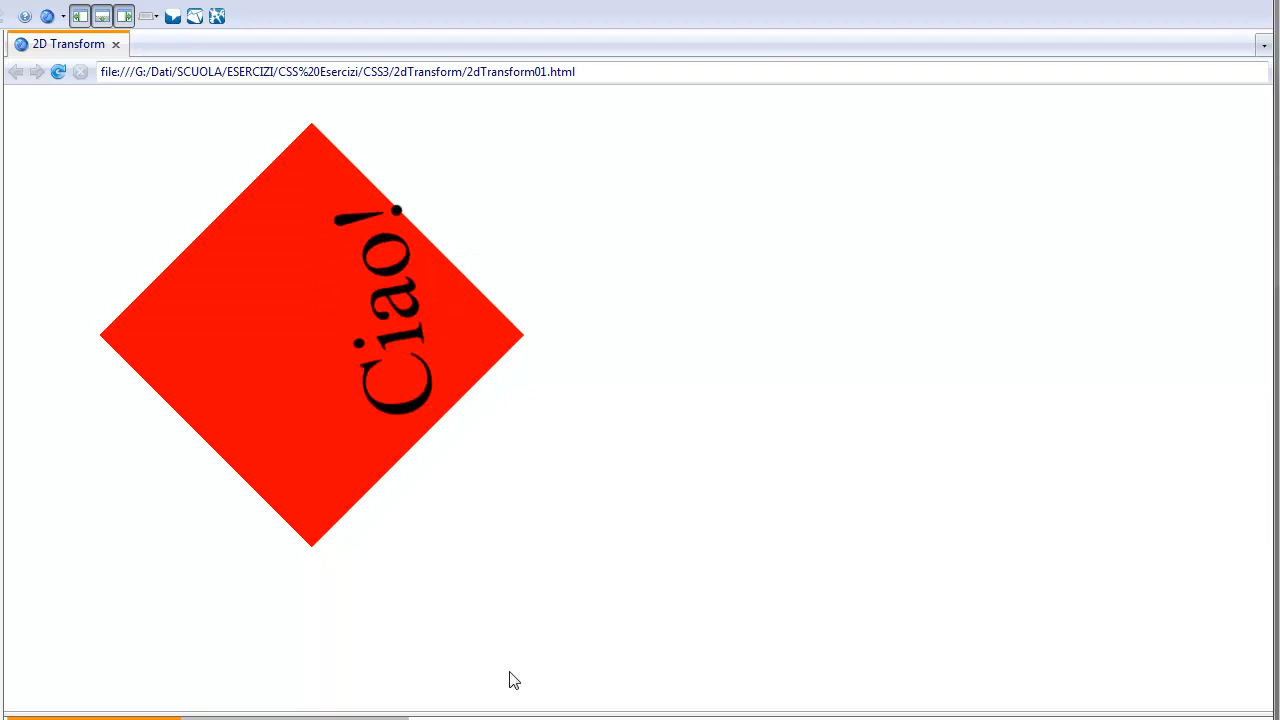 2D Transform
file:///G:/Dati/SCUOLA/ESERCIZI/CSS%20Esercizi/CSS3/2dTransform/2dTransform01.html
Ciao!